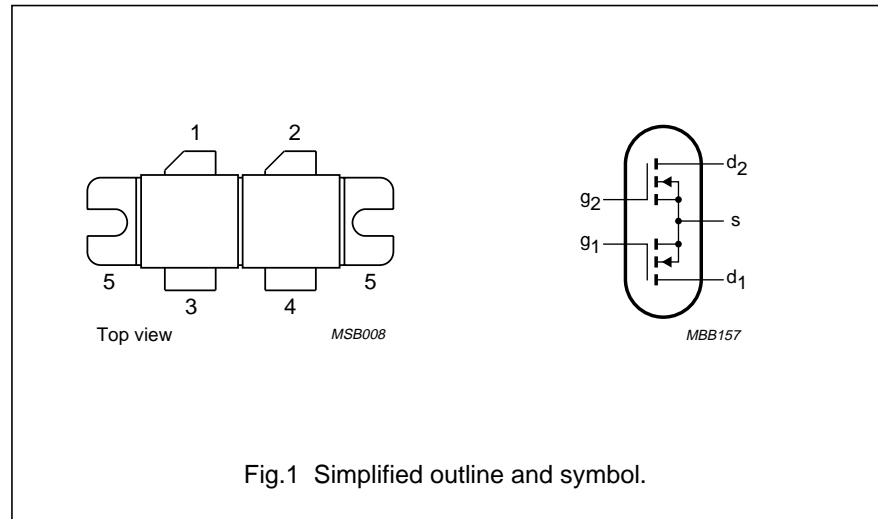 1 2
5 5
3 4
Top view MSB008
d2
g2
s
g1
d1
MBB157
Fig.1 Simplified outline and symbol.